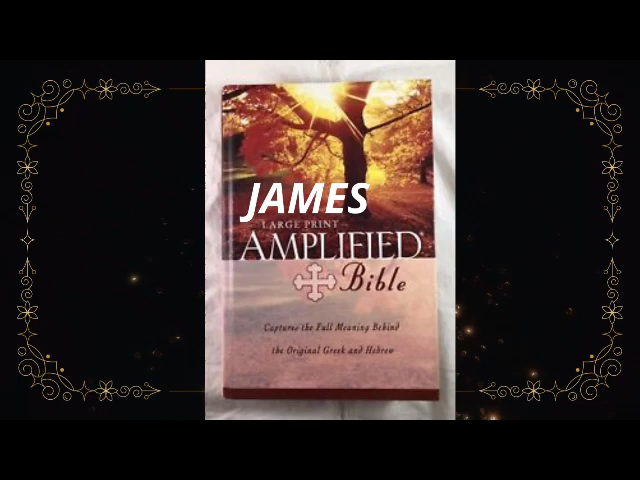 JAMES
LARGE PRINT
AMPLIFIED®
Bible
Captures the Full Meaning Behind
the Original Greek and Hebrew